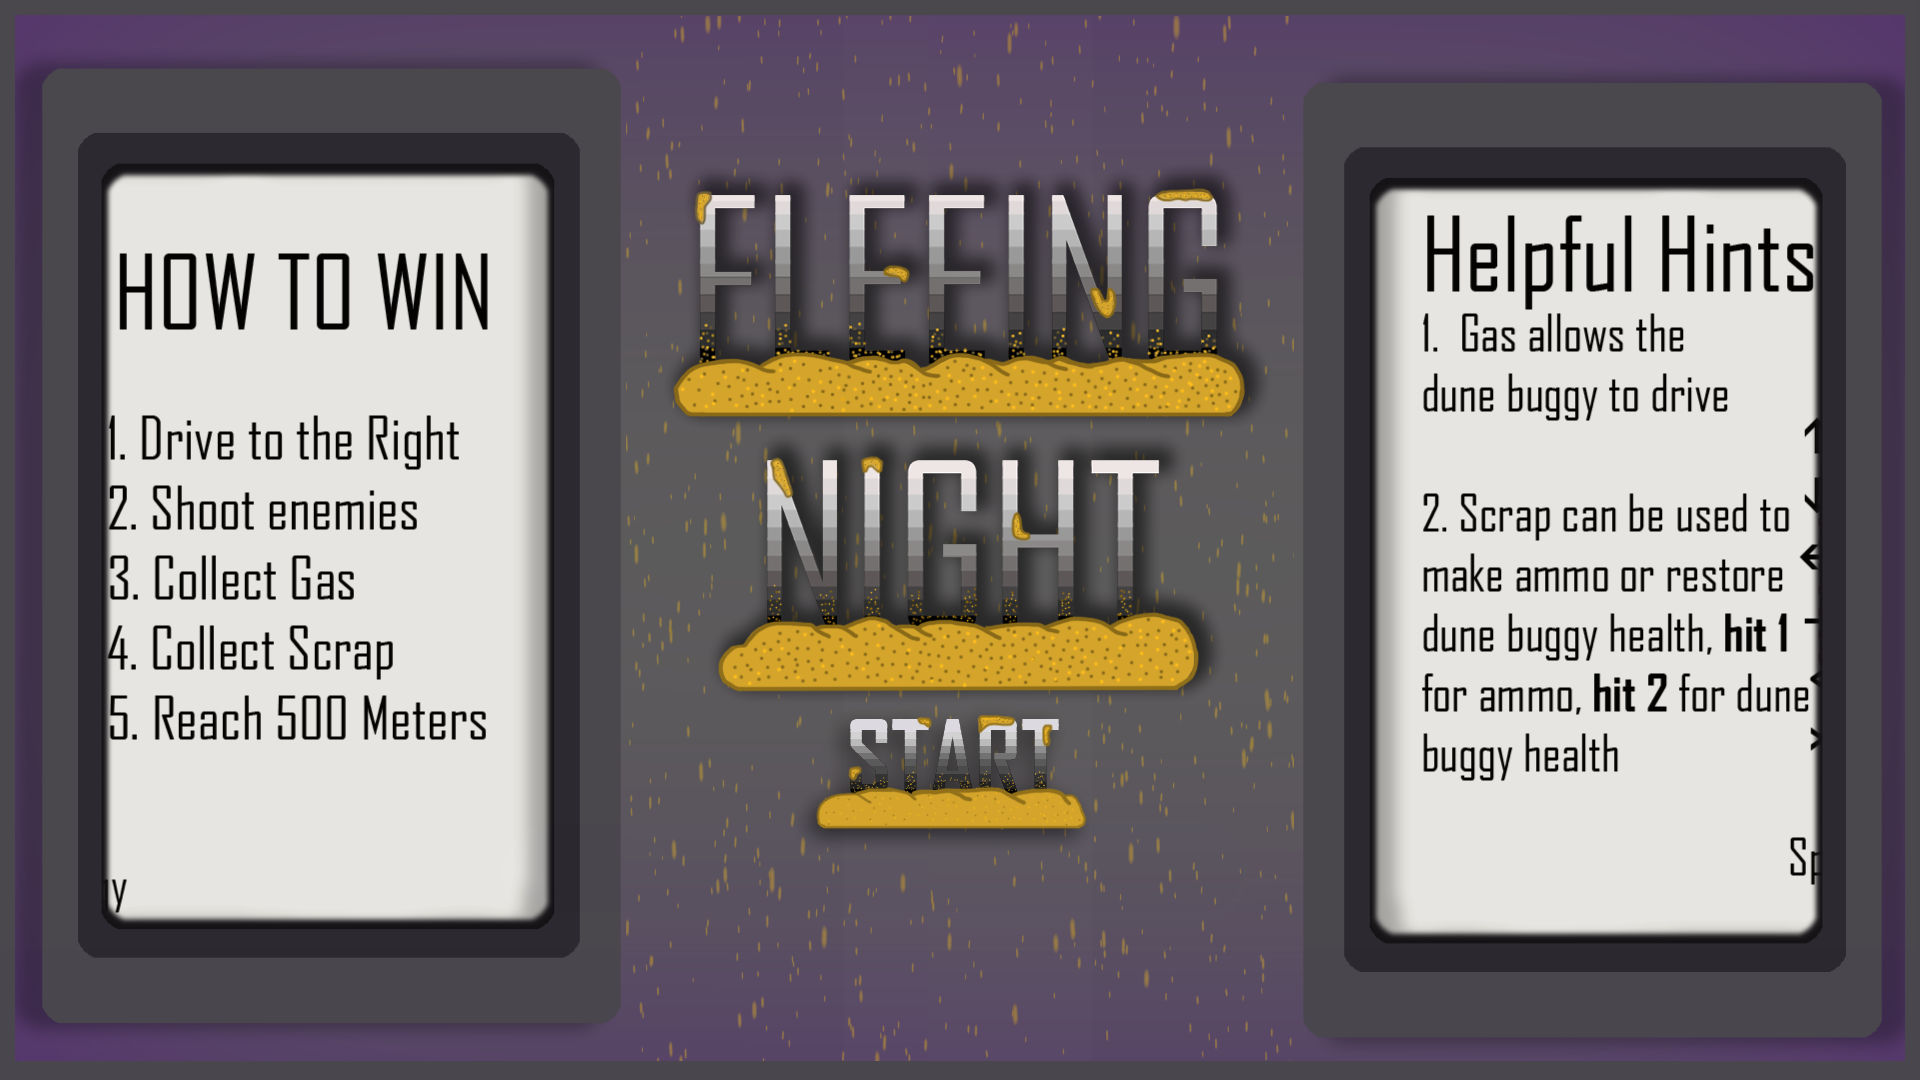 HOW TO WIN
1. Drive to the Right
2. Shoot enemies
3. Collect Gas
4. Collect Scrap
5. Reach 500 Meters
FLEEING
NIGHT
START
Helpful Hints
1. Gas allows the
dune buggy to drive
2. Scrap can be used to
make ammo or restore
dune buggy health, hit 1
for ammo, hit 2 for dune
buggy health